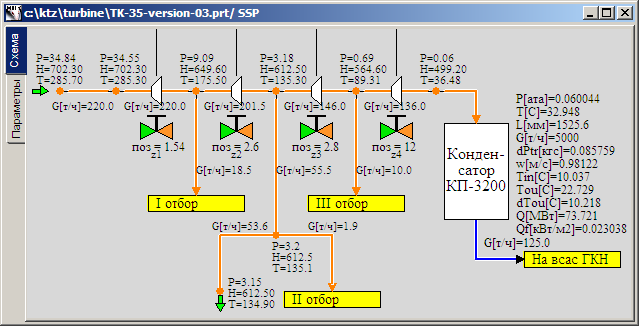 c:\ktz\turbine\TK-35-version-03.prt/ SSP
Схема
Параметры
P=34.84
H=702.30
T=285.70
P=34.55
H=702.30
T=285.30
P=9.09
H=649.60
T=175.50
P=3.18
H=612.50
T=135.30
P=0.69
H=564.60
T=89.31
P=0.06
H=499.20
T=36.48
G[т/ч]=220.0
G[т/ч]=220.0
G[т/ч]=201.5
G[т/ч]=146.0
G[т/ч]=136.0
поз = 1.54
z1
поз = 2.6
z2
поз = 2.8
z3
поз = 12
z4
G[т/ч]=18.5
G[т/ч]=55.5
G[т/ч]=10.0
I отбор
III отбор
G[т/ч]=53.6
G[т/ч]=1.9
P=3.2
H=612.5
T=135.1
P=3.15
H=612.50
T=134.90
II отбор
Конден-
сатор
КП-3200
P[ата]=0.060044
T[C]=32.948
L[мм]=1525.6
G[т/ч]=5000
dPtr[кгс]=0.085759
w[м/с]=0.98122
Tin[C]=10.037
Tou[C]=22.729
dTou[C]=10.218
Q[МВт]=73.721
Qf[кВт/м2]=0.023038
G[т/ч]=125.0
На всас ГКН